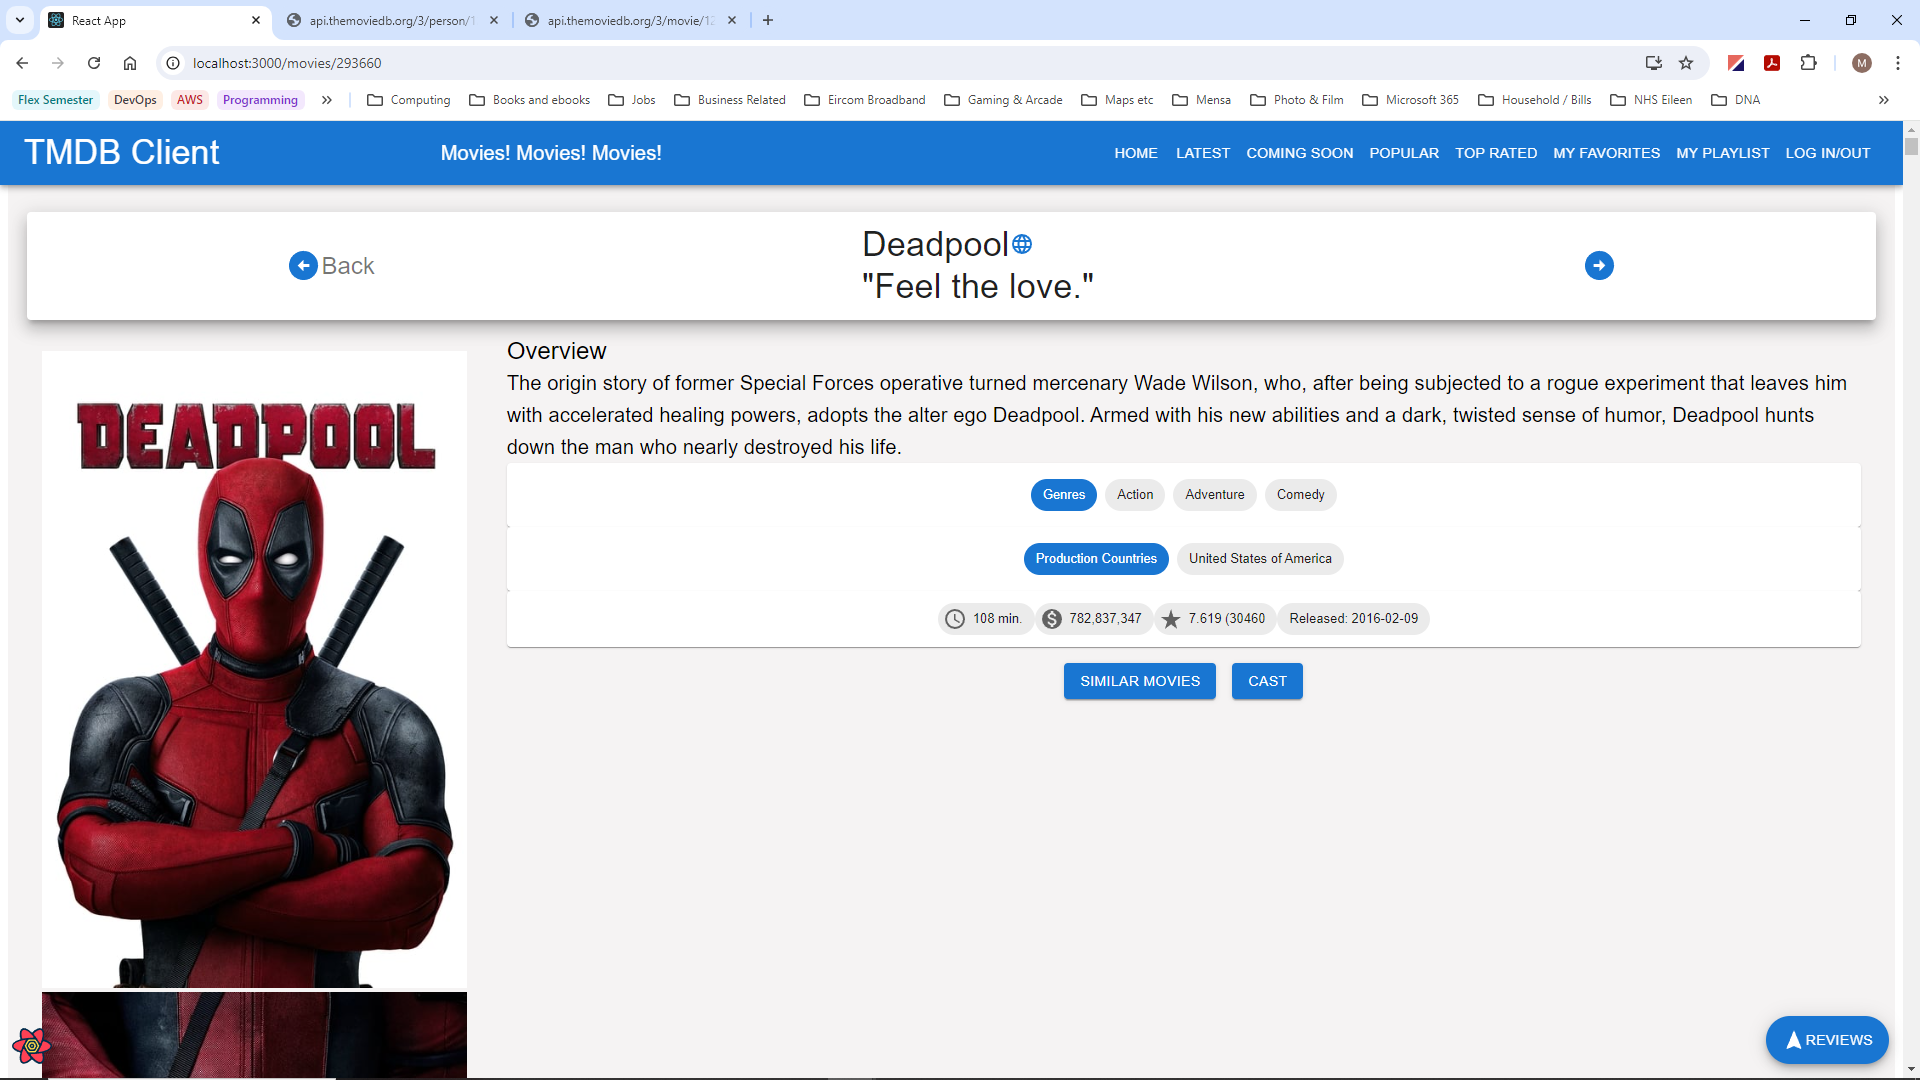 React App
api.themoviedb.org/3/person/1
api.themoviedb.org/3/movie/12
localhost:3000/movies/293660
M
Flex Semester
DevOps
AWS
Programming
Computing
Books and ebooks
Jobs
Business Related
Eircom Broadband
Gaming & Arcade
Maps etc
Mensa
Photo & Film
Microsoft 365
Household / Bills
NHS Eileen
DNA
TMDB Client
Movies! Movies! Movies!
HOME
LATEST
COMING SOON
POPULAR
TOP RATED
MY FAVORITES
MY PLAYLIST
LOG IN/OUT
Back
Deadpool
"Feel the love."
DEADPOOL
Overview
The origin story of former Special Forces operative turned mercenary Wade Wilson, who, after being subjected to a rogue experiment that leaves him
with accelerated healing powers, adopts the alter ego Deadpool. Armed with his new abilities and a dark, twisted sense of humor, Deadpool hunts
down the man who nearly destroyed his life.
Genres
Action
Adventure
Comedy
Production Countries
United States of America
108 min.
782,837,347
7.619 (30460
Released: 2016-02-09
SIMILAR MOVIES
CAST
REVIEWS